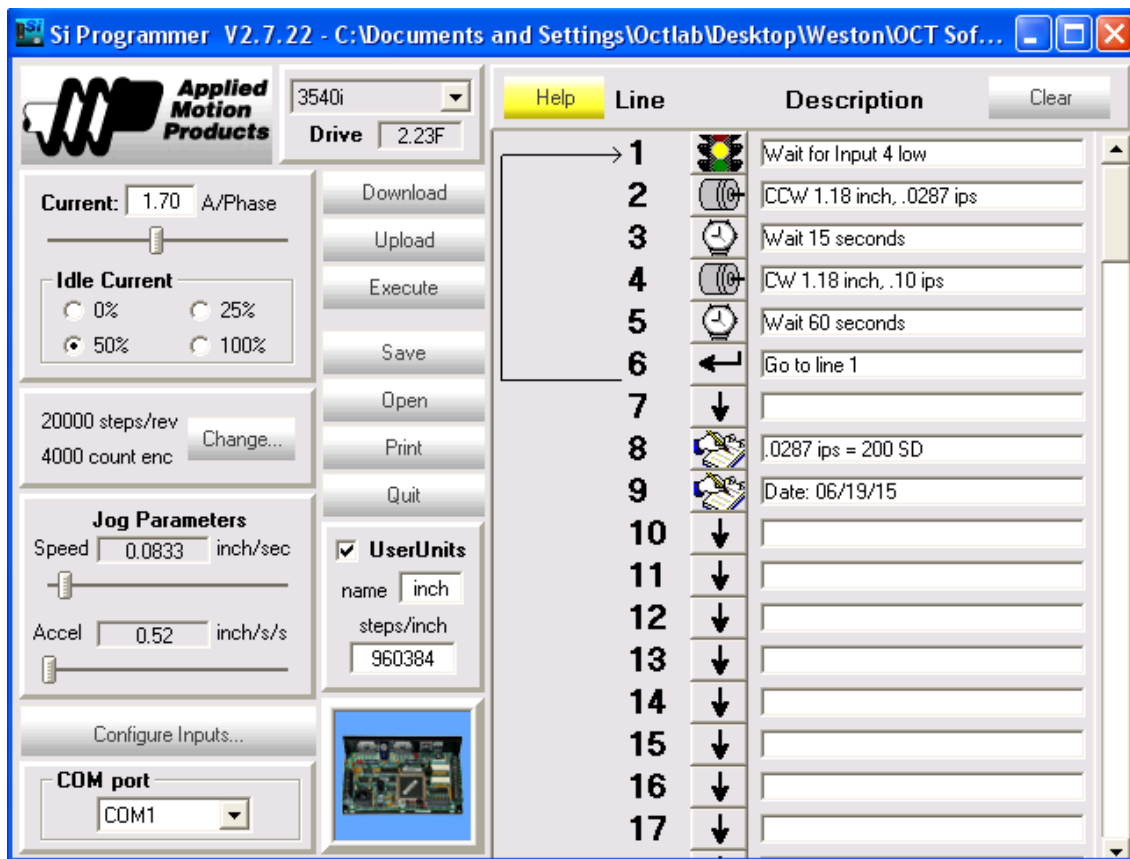 Si Programmer V2.7.22 - C:\Documents and Settings\Octlab\Desktop\Weston\OCT Sof...
Applied
Motion
Products
3540i
Drive 2.23F
Current: 1.70 A/Phase
Idle Current
0% 25%
50% 100%
20000 steps/rev
4000 count enc
Change...
Jog Parameters
Speed 0.0833 inch/sec
Accel 0.52 inch/s/s
Configure Inputs...
COM port
COM1
Download
Upload
Execute
Save
Open
Print
Quit
UserUnits
name inch
steps/inch
960384
Help Line Description Clear
1 Wait for Input 4 low
2 CCW 1.18 inch, .0287 ips
3 Wait 15 seconds
4 CW 1.18 inch, .10 ips
5 Wait 60 seconds
6 Go to line 1
7
8 .0287 ips = 200 SD
9 Date: 06/19/15
10
11
12
13
14
15
16
17